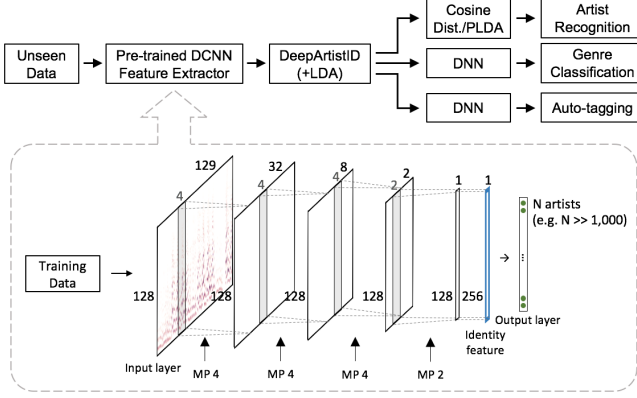 Unseen
Data
Pre-trained DCNN
Feature Extractor
DeepArtistID
(+LDA)
Cosine
Dist./PLDA
Artist
Recognition
DNN
Genre
Classification
DNN
Auto-tagging
129
32
8
2
1
1
4
4
4
2
N artists
(e.g. N >> 1,000)
...
Training
Data
128
128
128
128
128
256
Input layer
Identity
feature
Output layer
MP 4
MP 4
MP 4
MP 2